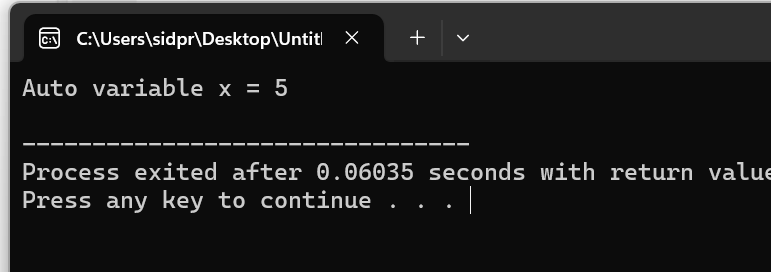 C:\Users\sidpr\Desktop\Untitl
Auto variable x = 5
--------------------------------
Process exited after 0.06035 seconds with return value
Press any key to continue . . .